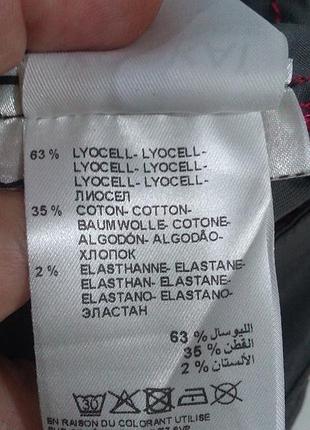 63 % LYOCELL- LYOCELL-
LYOCELL- LYOCELL-
LYOCELL- LYOCELL-
ЛИОСЕЛ
35 % COTON- COTTON-
BAUMWOLLE- COTONE-
ALGODÓN- ALGODÃO-
ХЛОПОК
2 % ELASTHANNE- ELASTANE-
ELASTHAN- ELASTANE-
ELASTANO- ELASTANO-
ЭЛАСТАН
الليوسال % 63
القطن % 35
الألستان % 2
30
EN RAISON DU COLORANT UTILISE